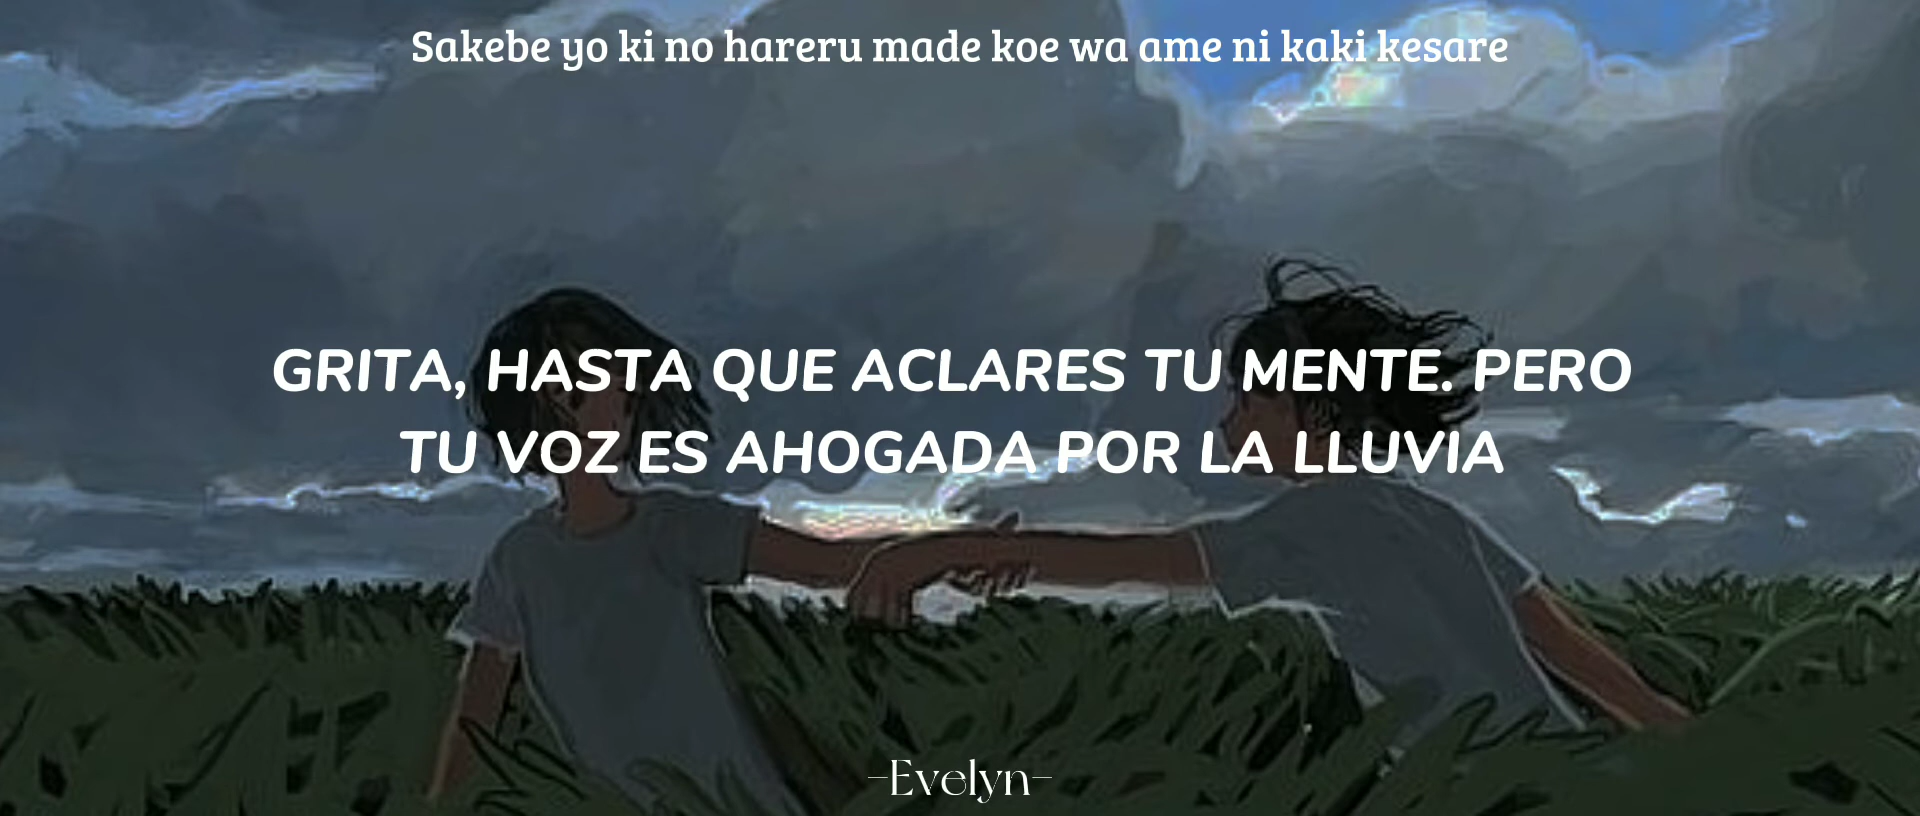 Sakebe yo ki no hareru made koe wa ame ni kaki kesare
GRITA, HASTA QUE ACLARES TU MENTE. PERO
TU VOZ ES AHOGADA POR LA LLUVIA
-Evelyn-